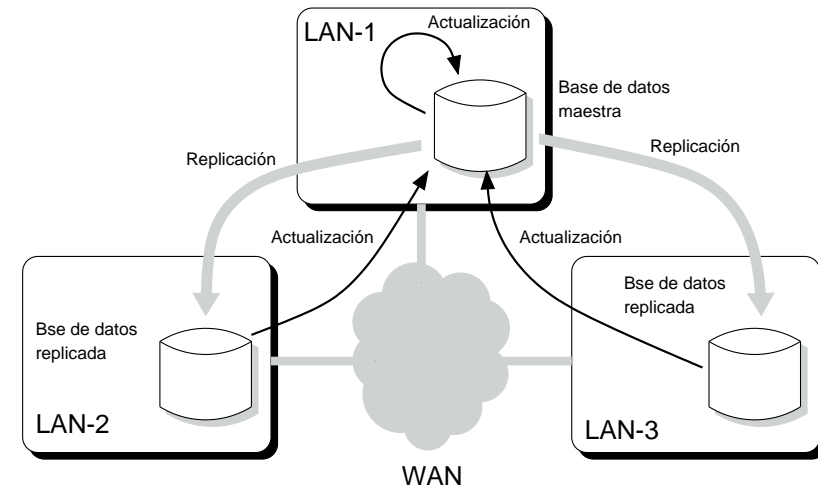 LAN-1
Actualización
Base de datos
maestra
Replicación
Replicación
Actualización
Actualización
Bse de datos
replicada
Bse de datos
replicada
LAN-2
LAN-3
WAN